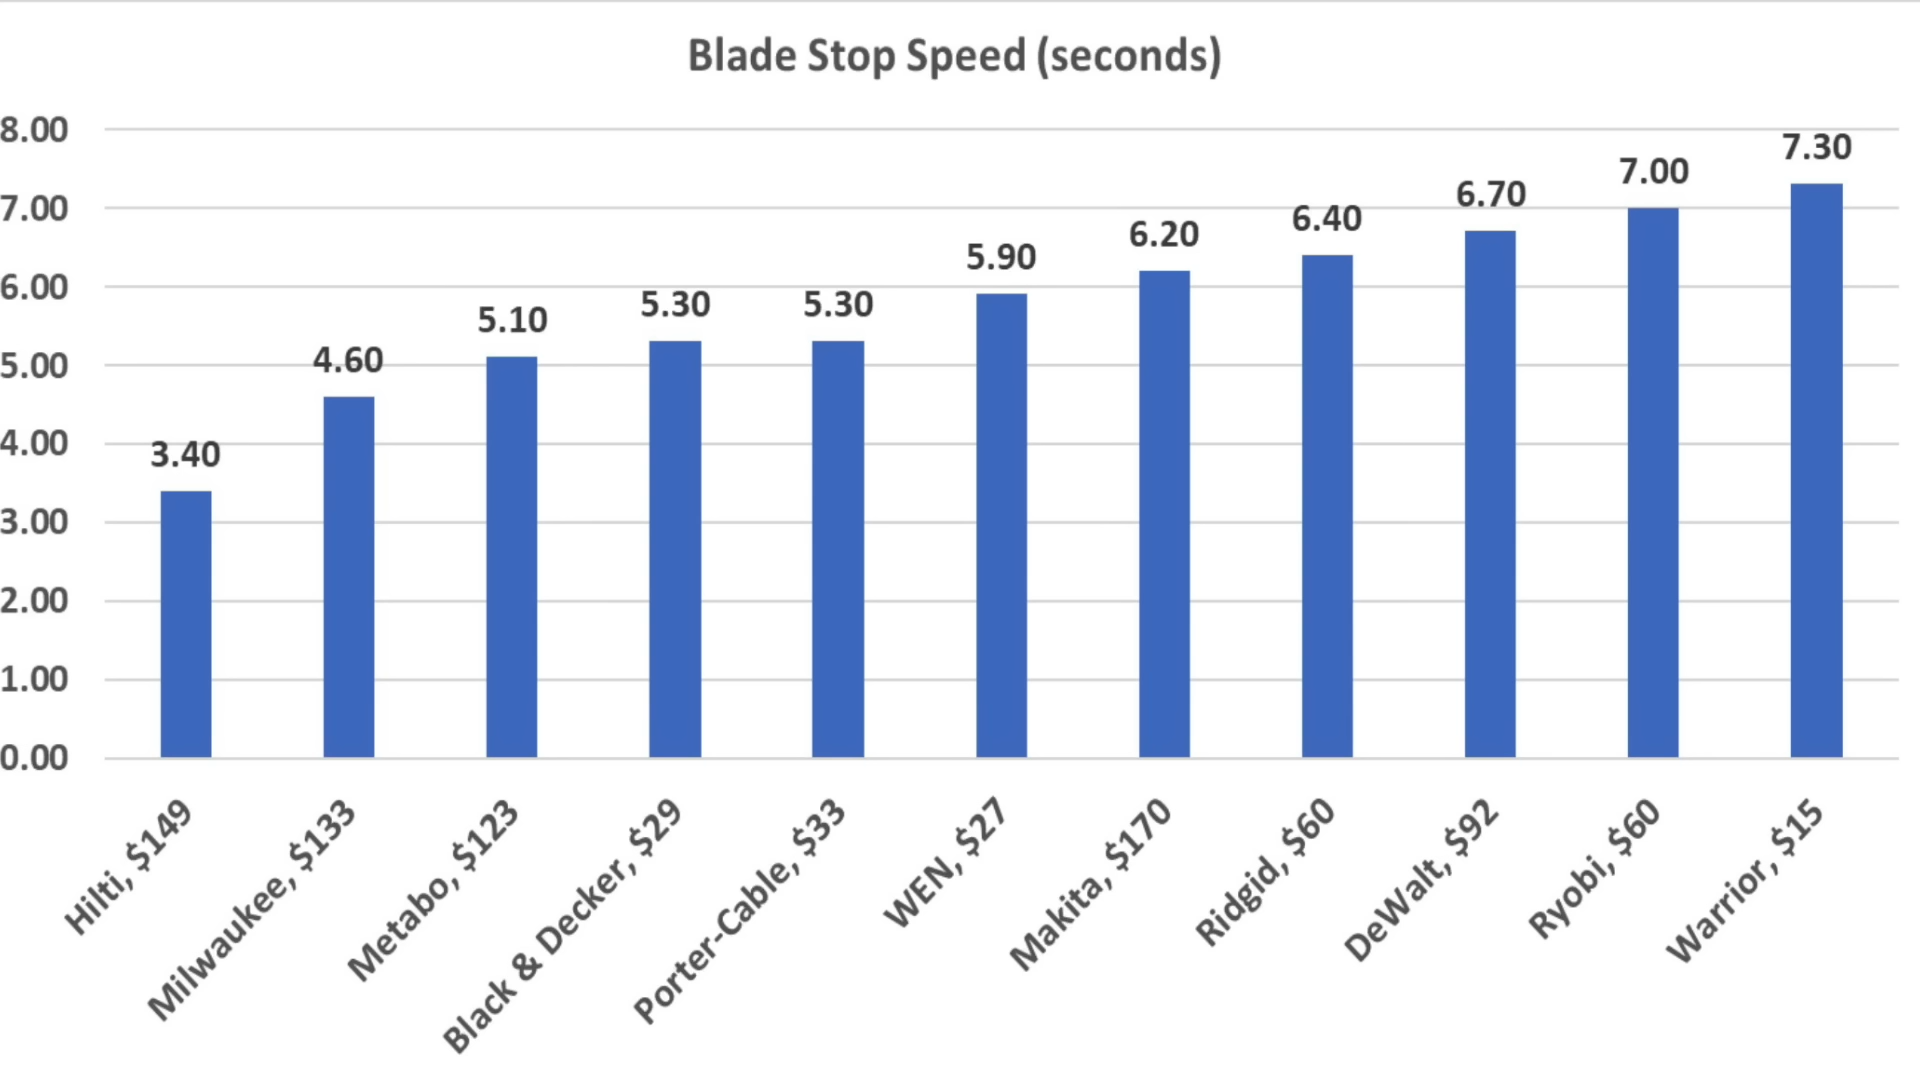 Blade Stop Speed (seconds)
8.00
7.00
6.00
5.00
4.00
3.00
2.00
1.00
0.00
3.40
4.60
5.10
5.30
5.30
5.90
6.20
6.40
6.70
7.00
7.30
Hilti, $149
Milwaukee, $133
Metabo, $123
Black & Decker, $29
Porter-Cable, $33
WEN, $27
Makita, $170
Ridgid, $60
DeWalt, $92
Ryobi, $60
Warrior, $15